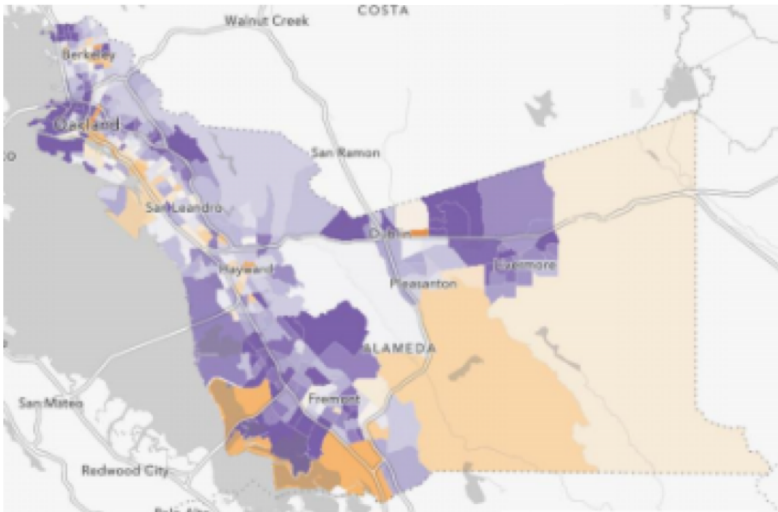 COSTA
Walnut Creek
Berkeley
Oakland
San Ramon
San Leandro
Dublin
Hayward
Livermore
Pleasanton
ALAMEDA
Fremont
San Mateo
Redwood City